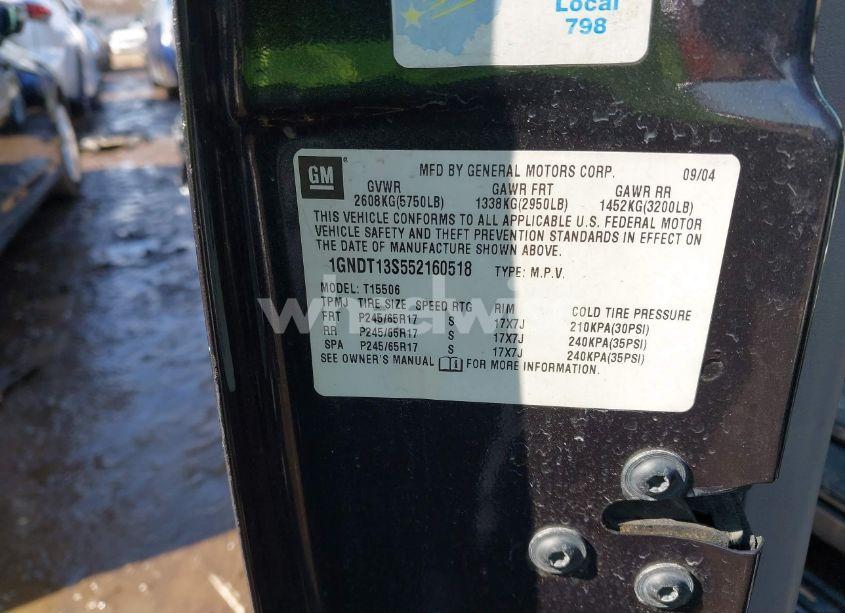 Local
798
GM
MFD BY GENERAL MOTORS CORP. 09/04
GVWR GAWR FRT GAWR RR
2608KG(5750LB) 1338KG(2950LB) 1452KG(3200LB)
THIS VEHICLE CONFORMS TO ALL APPLICABLE U.S. FEDERAL MOTOR
VEHICLE SAFETY AND THEFT PREVENTION STANDARDS IN EFFECT ON
THE DATE OF MANUFACTURE SHOWN ABOVE.
1GNDT13S552160518 TYPE: M.P.V.
MODEL: T15506
TPMJ TIRE SIZE SPEED RTG RIM COLD TIRE PRESSURE
FRT P245/65R17 S 17X7J 210KPA(30PSI)
RR P245/65R17 S 17X7J 240KPA(35PSI)
SPA P245/65R17 S 17X7J 240KPA(35PSI)
SEE OWNER'S MANUAL FOR MORE INFORMATION.